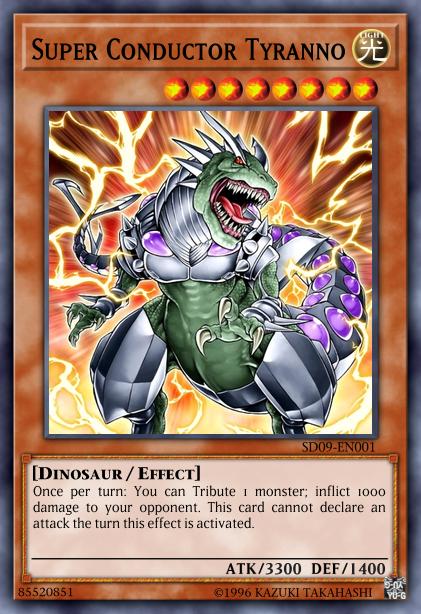 SUPER CONDUCTOR TYRANNO
LIGHT
光
SD09-EN001
[DINOSAUR / EFFECT]
Once per turn: You can Tribute 1 monster; inflict 1000
damage to your opponent. This card cannot declare an
attack the turn this effect is activated.
ATK/3300 DEF/1400
85520851
©1996 KAZUKI TAKAHASHI